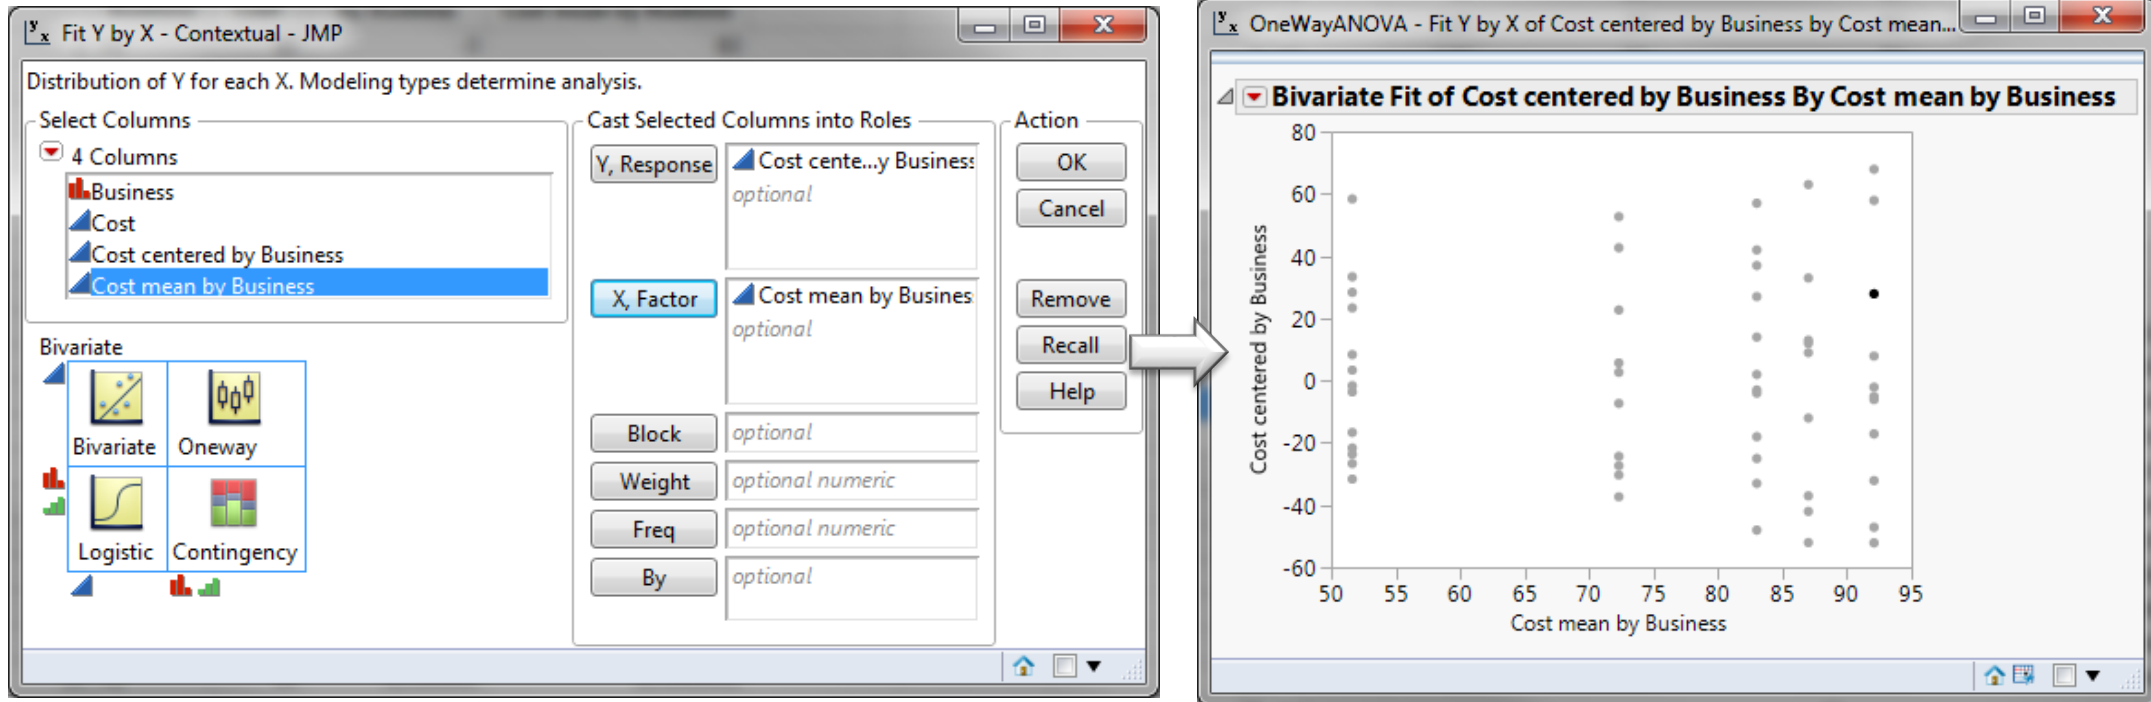 Fit Y by X - Contextual - JMP
Distribution of Y for each X. Modeling types determine analysis.
Select Columns
4 Columns
Business
Cost
Cost centered by Business
Cost mean by Business
Bivariate
Bivariate Oneway
Logistic Contingency
Cast Selected Columns into Roles
Y, Response
Cost cente...y Business
optional
X, Factor
Cost mean by Busines
optional
Block optional
Weight optional numeric
Freq optional numeric
By optional
Action
OK
Cancel
Remove
Recall
Help
OneWayANOVA - Fit Y by X of Cost centered by Business by Cost mean...
Bivariate Fit of Cost centered by Business By Cost mean by Business
Cost centered by Business
80
60
40
20
0
-20
-40
-60
50 55 60 65 70 75 80 85 90 95
Cost mean by Business